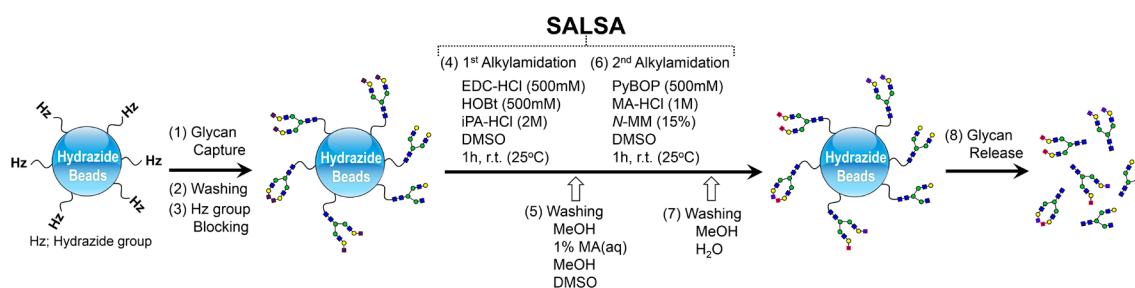 SALSA
(4) 1st Alkylamidation
EDC-HCl (500mM)
HOBt (500mM)
iPA-HCl (2M)
DMSO
1h, r.t. (25oC)
(6) 2nd Alkylamidation
PyBOP (500mM)
MA-HCl (1M)
N-MM (15%)
DMSO
1h, r.t. (25oC)
Hz
Hz
Hz
Hz
Hz
Hz
Hydrazide
Beads
Hz; Hydrazide group
(1) Glycan
Capture
(2) Washing
(3) Hz group
Blocking
Hydrazide
Beads
(5) Washing
MeOH
1% MA(aq)
MeOH
DMSO
(7) Washing
MeOH
H2O
Hydrazide
Beads
(8) Glycan
Release